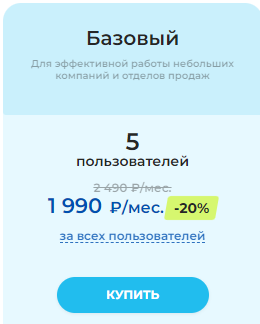 Базовый
Для эффективной работы небольших
компаний и отделов продаж
5
пользователей
2 490 ₽/мес.
1 990 ₽/мес. -20%
за всех пользователей
КУПИТЬ